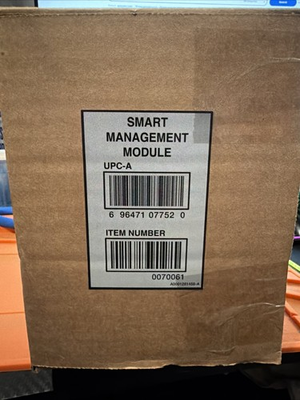 SMART
MANAGEMENT
MODULE
UPC-A
6 96471 07752 0
ITEM NUMBER
0070061